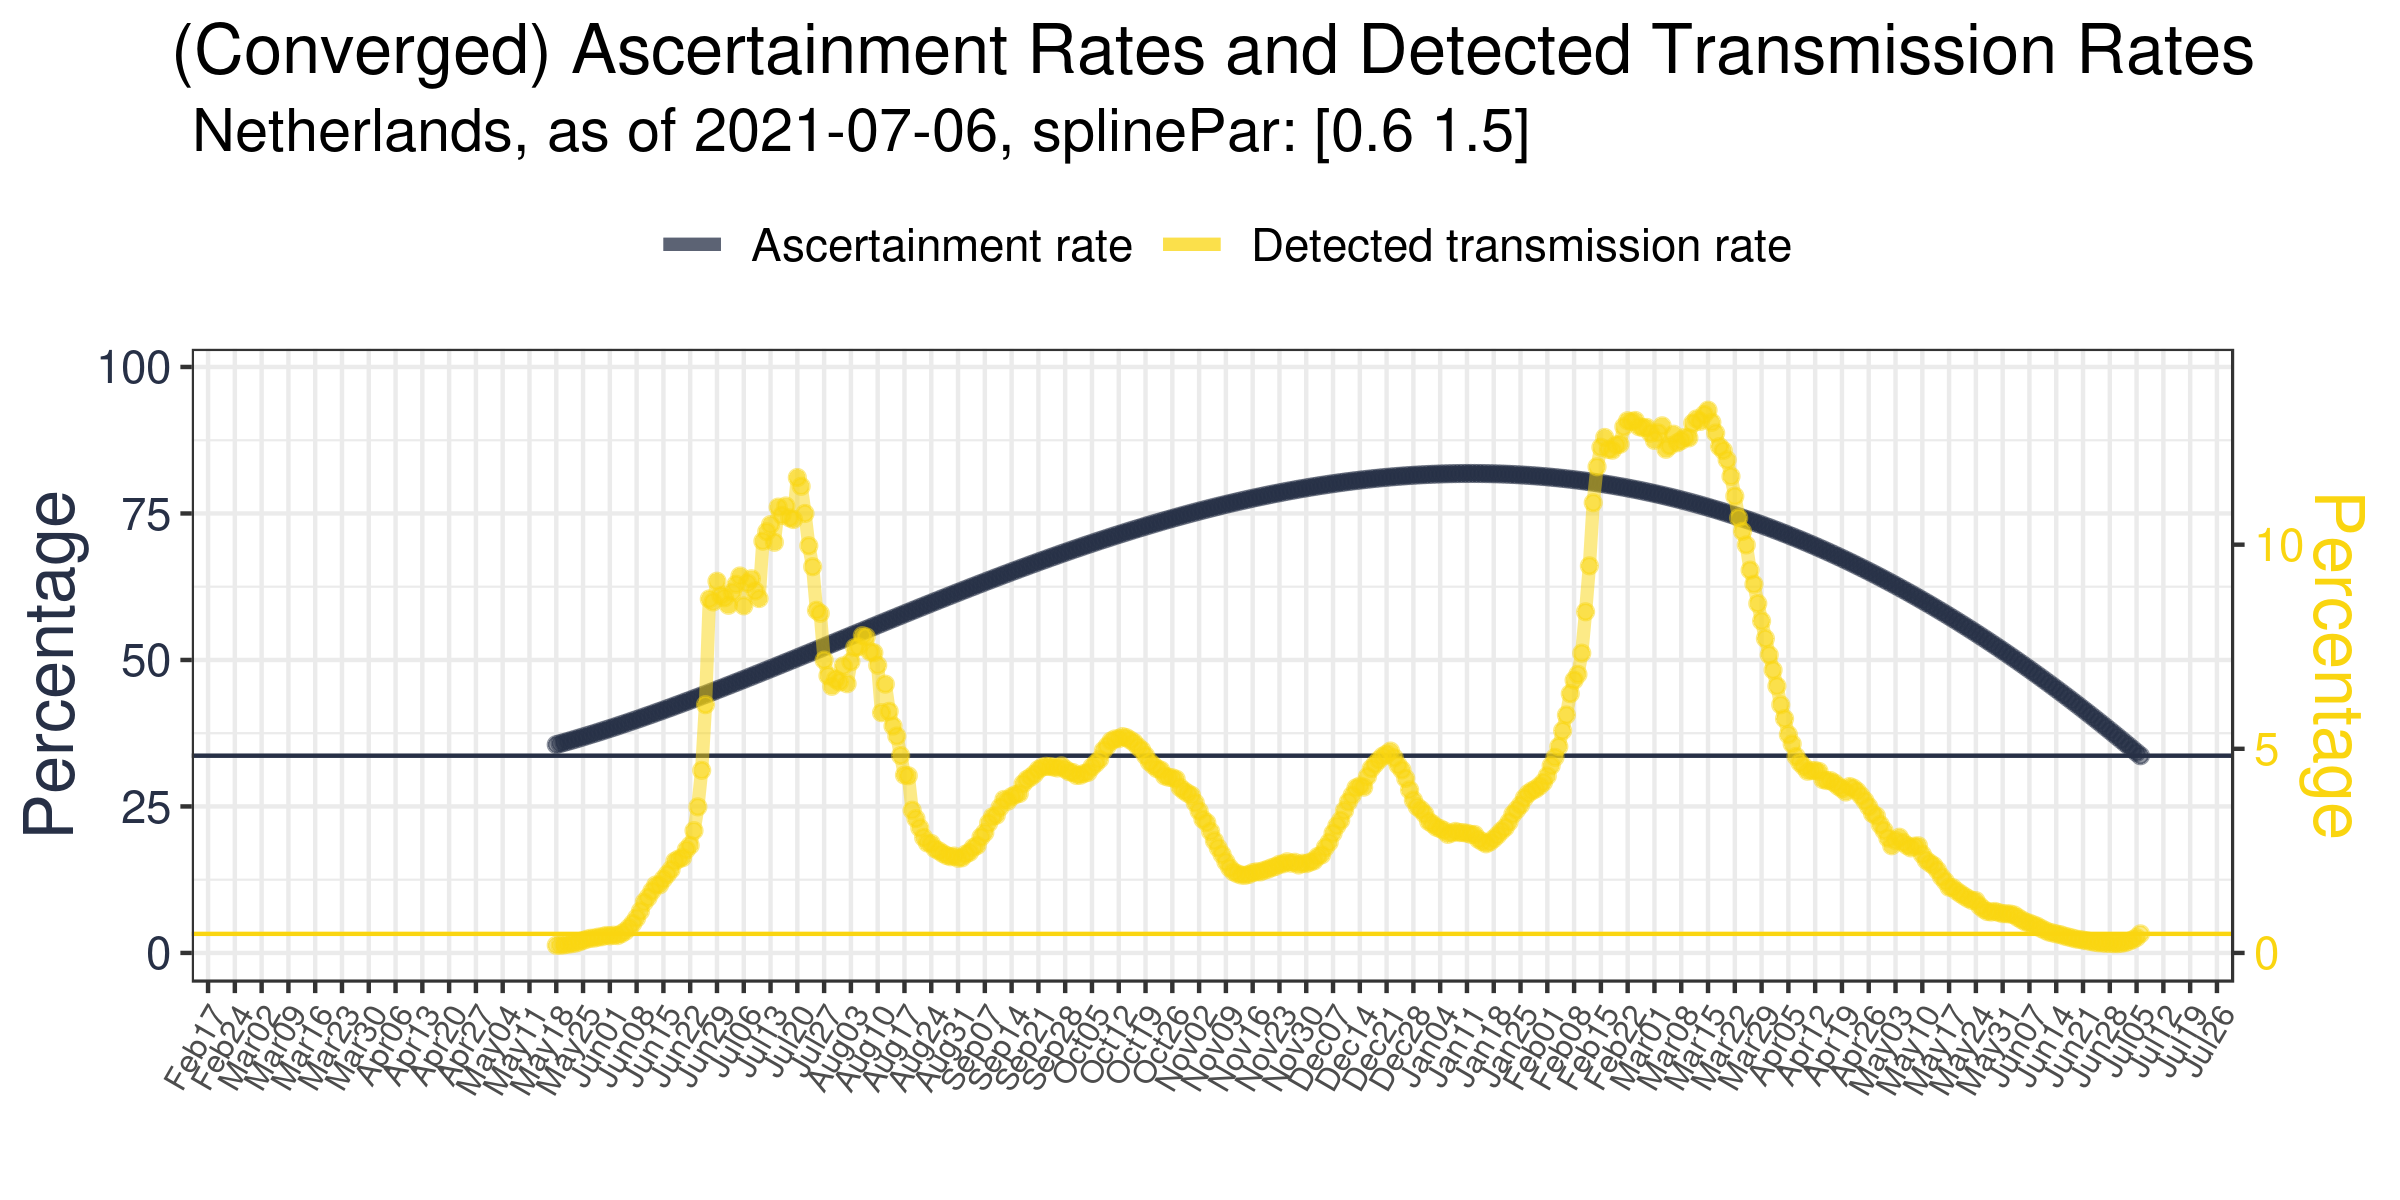 (Converged) Ascertainment Rates and Detected Transmission Rates
Netherlands, as of 2021-07-06, splinePar: [0.6 1.5]
Ascertainment rate
Detected transmission rate
Percentage
100
75
50
25
0
10
5
0
Percentage
Feb17
Feb24
Mar02
Mar09
Mar16
Mar23
Mar30
Apr06
Apr13
Apr20
Apr27
May04
May11
May18
May25
Jun01
Jun08
Jun15
Jun22
Jun29
Jul06
Jul13
Jul20
Jul27
Aug03
Aug10
Aug17
Aug24
Aug31
Sep07
Sep14
Sep21
Sep28
Oct05
Oct12
Oct19
Oct26
Nov02
Nov09
Nov16
Nov23
Nov30
Dec07
Dec14
Dec21
Dec28
Jan04
Jan11
Jan18
Jan25
Feb01
Feb08
Feb15
Feb22
Mar01
Mar08
Mar15
Mar22
Mar29
Apr05
Apr12
Apr19
Apr26
May03
May10
May17
May24
May31
Jun07
Jun14
Jun21
Jun28
Jul05
Jul12
Jul19
Jul26